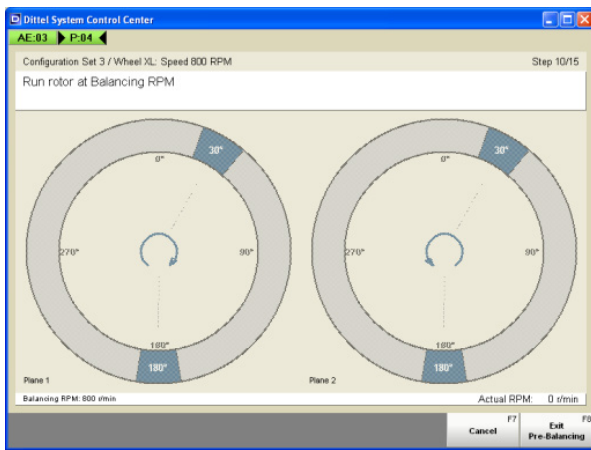 Dittel System Control Center
AE:03 P:04
Configuration Set 3 / Wheel XL: Speed 800 RPM Step 10/15
Run rotor at Balancing RPM
30° 30°
0° 0°
270° 90° 270° 90°
180° 180°
180° 180°
Plane 1 Plane 2
Balancing RPM: 800 r/min Actual RPM: 0 r/min
F7 F8
Cancel Exit
Pre-Balancing